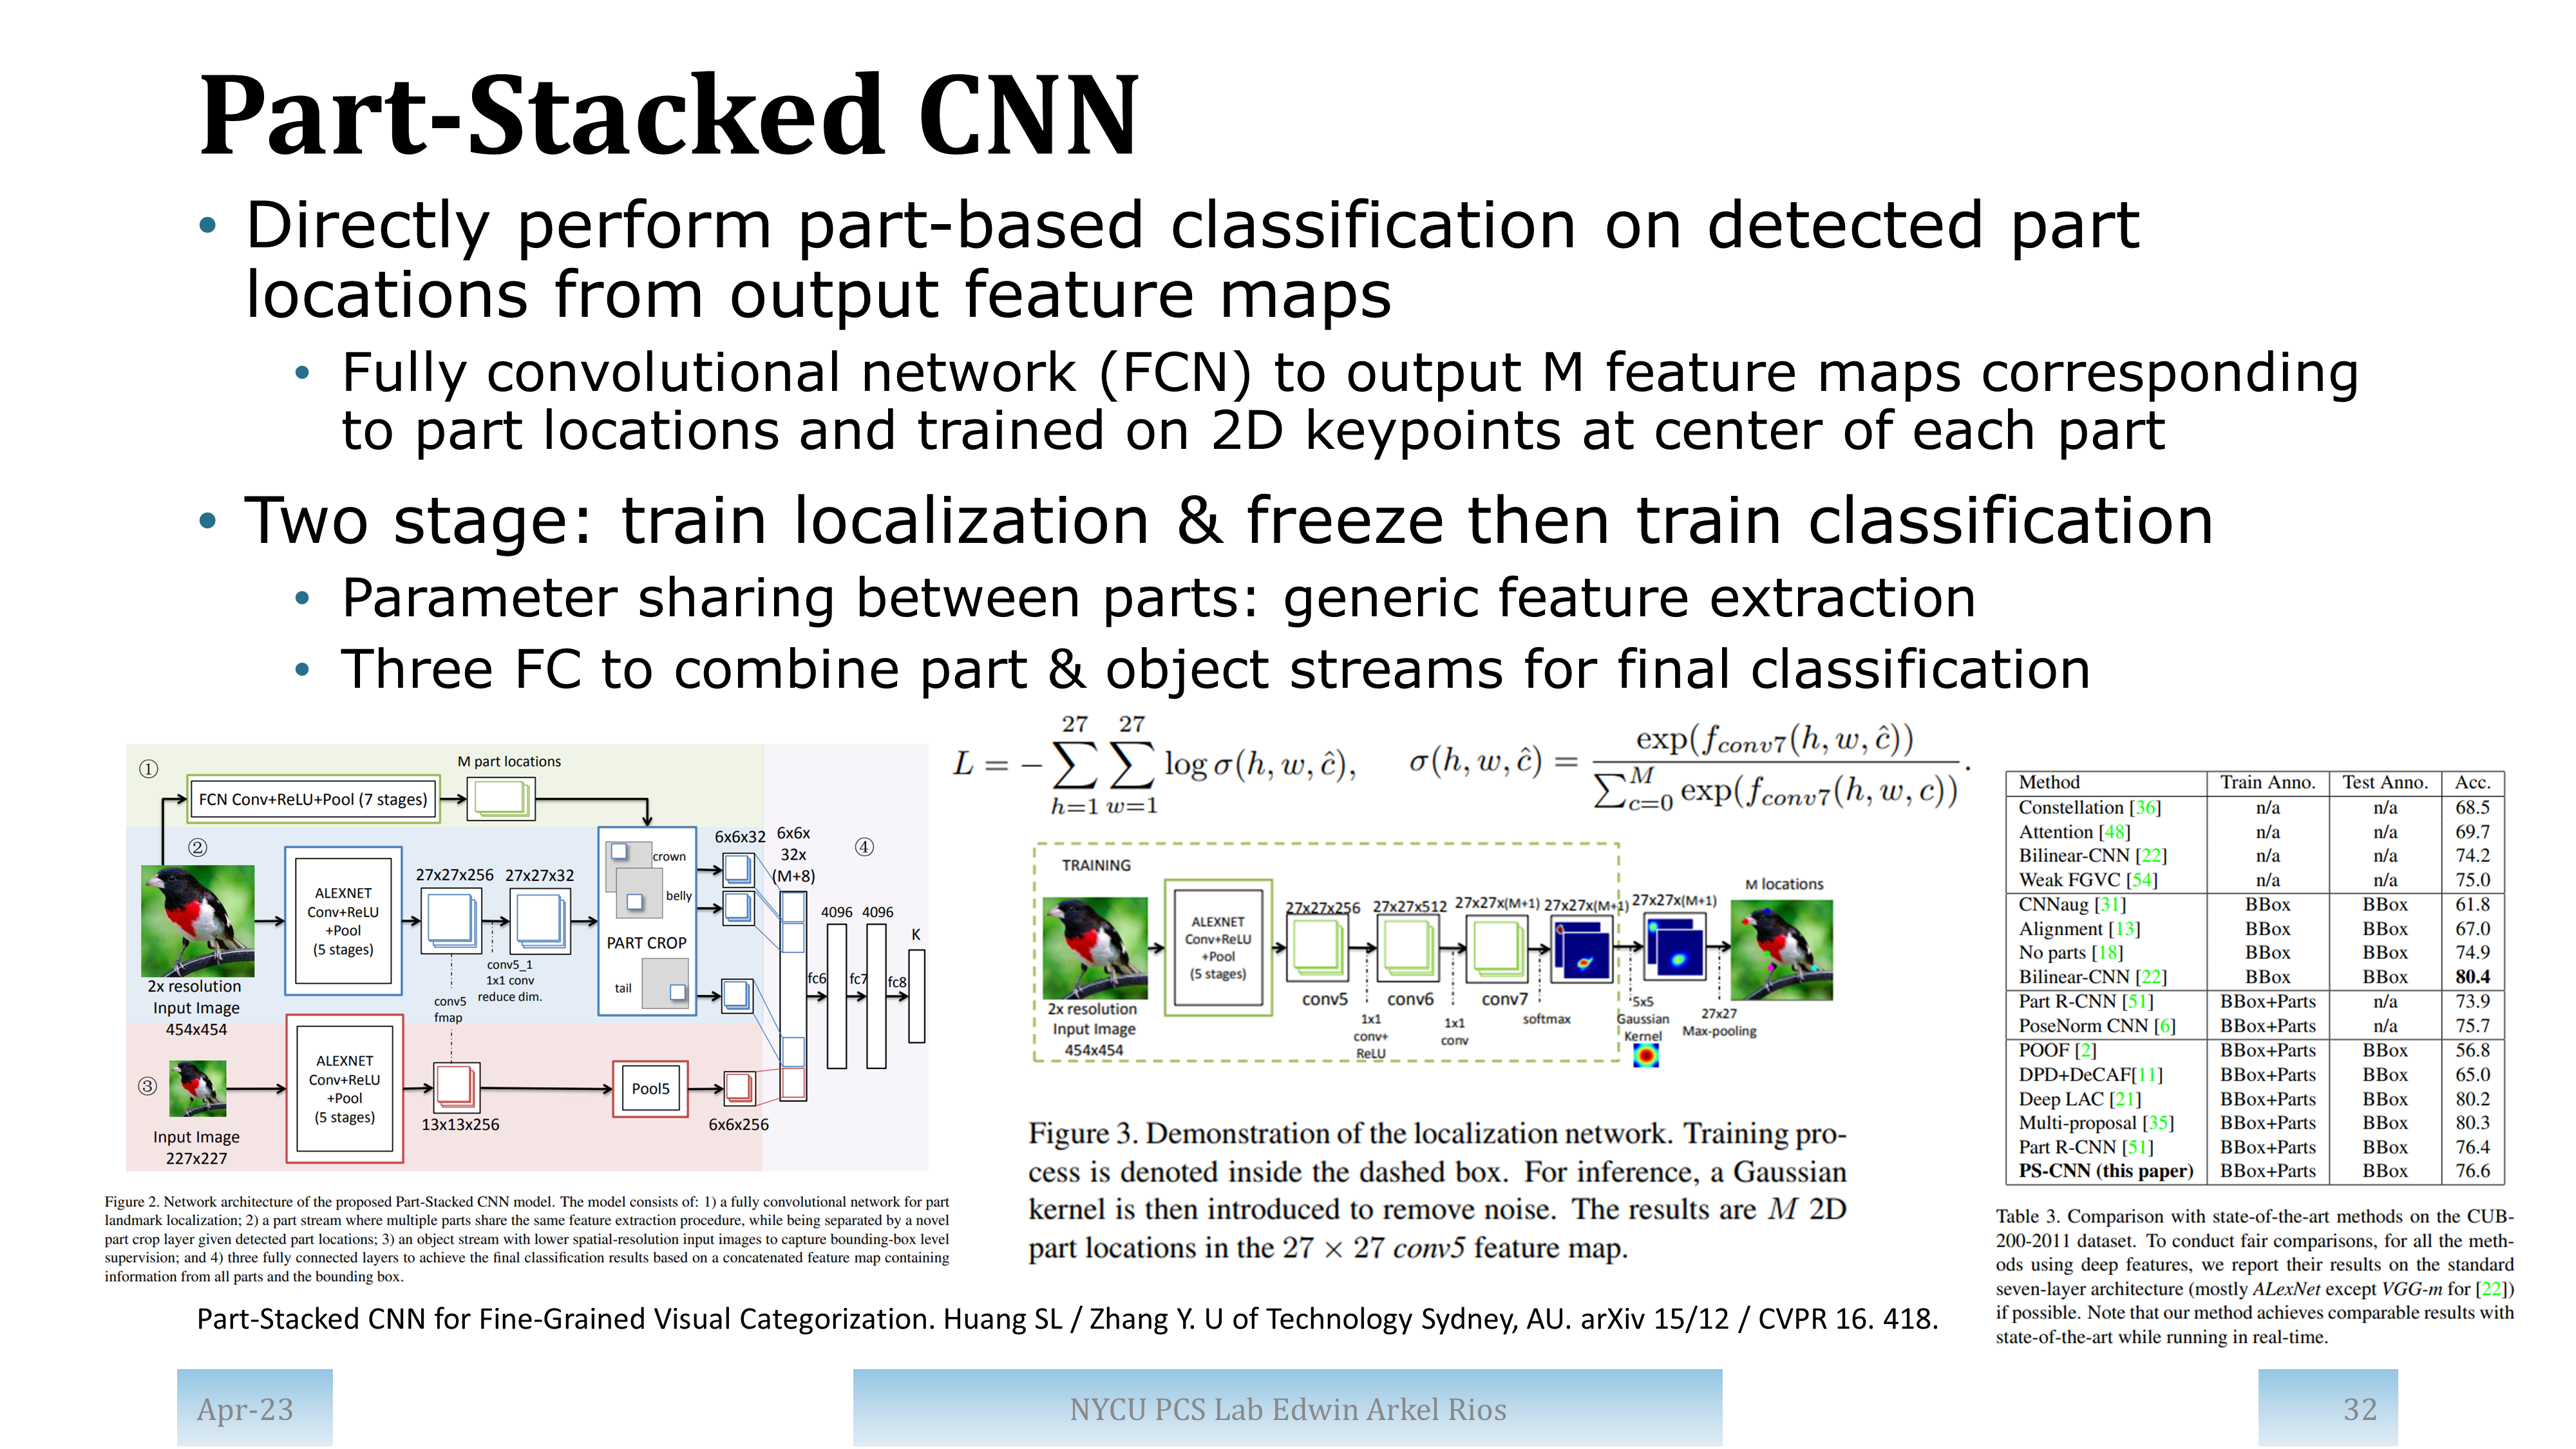 Part-Stacked CNN
• Directly perform part-based classification on detected part
locations from output feature maps
• Fully convolutional network (FCN) to output M feature maps corresponding
to part locations and trained on 2D keypoints at center of each part
• Two stage: train localization & freeze then train classification
• Parameter sharing between parts: generic feature extraction
• Three FC to combine part & object streams for final classification
①
M part locations
FCN Conv+ReLU+Pool (7 stages)
②
2x resolution
Input Image
454x454
ALEXNET
Conv+ReLU
+Pool
(5 stages)
27x27x256
27x27x32
conv5_1
1x1 conv
reduce dim.
conv5
fmap
crown
belly
PART CROP
tail
6x6x32
6x6x
32x
(M+8)
④
4096
4096
K
fc6
fc7
fc8
③
Input Image
227x227
ALEXNET
Conv+ReLU
+Pool
(5 stages)
13x13x256
Pool5
6x6x256
Figure 2. Network architecture of the proposed Part-Stacked CNN model. The model consists of: 1) a fully convolutional network for part
landmark localization; 2) a part stream where multiple parts share the same feature extraction procedure, while being separated by a novel
part crop layer given detected part locations; 3) an object stream with lower spatial-resolution input images to capture bounding-box level
supervision; and 4) three fully connected layers to achieve the final classification results based on a concatenated feature map containing
information from all parts and the bounding box.
L = − ∑_{h=1}^{27} ∑_{w=1}^{27} log σ(h, w, ĉ),   σ(h, w, ĉ) = exp(f_{conv7}(h, w, ĉ)) / ∑_{c=0}^{M} exp(f_{conv7}(h, w, c)).
TRAINING
2x resolution
Input Image
454x454
ALEXNET
Conv+ReLU
+Pool
(5 stages)
27x27x256
27x27x512
27x27x(M+1)
27x27x(M+1)
27x27x(M+1)
M locations
conv5
conv6
conv7
1x1
conv+
ReLU
1x1
conv
softmax
5x5
Gaussian
Kernel
27x27
Max-pooling
Figure 3. Demonstration of the localization network. Training pro-
cess is denoted inside the dashed box. For inference, a Gaussian
kernel is then introduced to remove noise. The results are M 2D
part locations in the 27 × 27 conv5 feature map.
Method Train Anno. Test Anno. Acc.
Constellation [36] n/a n/a 68.5
Attention [48] n/a n/a 69.7
Bilinear-CNN [22] n/a n/a 74.2
Weak FGVC [54] n/a n/a 75.0
CNNaug [31] BBox BBox 61.8
Alignment [13] BBox BBox 67.0
No parts [18] BBox BBox 74.9
Bilinear-CNN [22] BBox BBox 80.4
Part R-CNN [51] BBox+Parts n/a 73.9
PoseNorm CNN [6] BBox+Parts n/a 75.7
POOF [2] BBox+Parts BBox 56.8
DPD+DeCAF[11] BBox+Parts BBox 65.0
Deep LAC [21] BBox+Parts BBox 80.2
Multi-proposal [35] BBox+Parts BBox 80.3
Part R-CNN [51] BBox+Parts BBox 76.4
PS-CNN (this paper) BBox+Parts BBox 76.6
Table 3. Comparison with state-of-the-art methods on the CUB-
200-2011 dataset. To conduct fair comparisons, for all the meth-
ods using deep features, we report their results on the standard
seven-layer architecture (mostly ALexNet except VGG-m for [22])
if possible. Note that our method achieves comparable results with
state-of-the-art while running in real-time.
Part-Stacked CNN for Fine-Grained Visual Categorization. Huang SL / Zhang Y. U of Technology Sydney, AU. arXiv 15/12 / CVPR 16. 418.
Apr-23
NYCU PCS Lab Edwin Arkel Rios
32